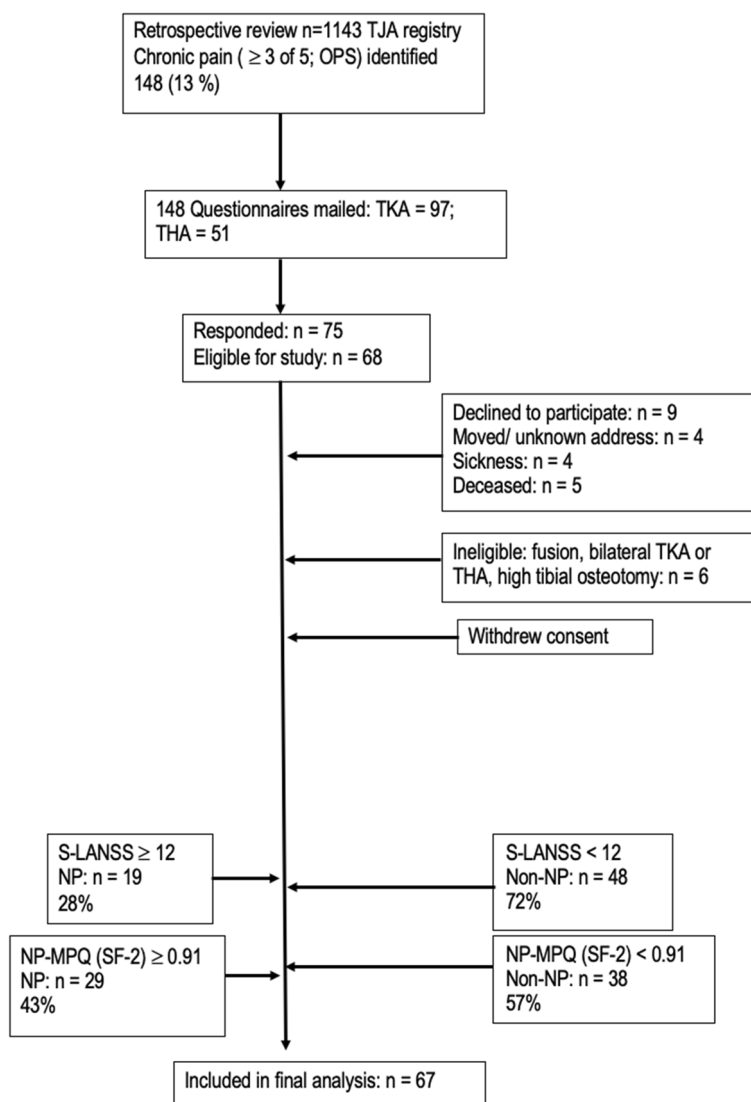 Retrospective review n=1143 TJA registry
Chronic pain ( ≥ 3 of 5; OPS) identified
148 (13 %)
148 Questionnaires mailed: TKA = 97;
THA = 51
Responded: n = 75
Eligible for study: n = 68
Declined to participate: n = 9
Moved/ unknown address: n = 4
Sickness: n = 4
Deceased: n = 5
Ineligible: fusion, bilateral TKA or
THA, high tibial osteotomy: n = 6
Withdrew consent
S-LANSS ≥ 12
NP: n = 19
28%
S-LANSS < 12
Non-NP: n = 48
72%
NP-MPQ (SF-2) ≥ 0.91
NP: n = 29
43%
NP-MPQ (SF-2) < 0.91
Non-NP: n = 38
57%
Included in final analysis: n = 67